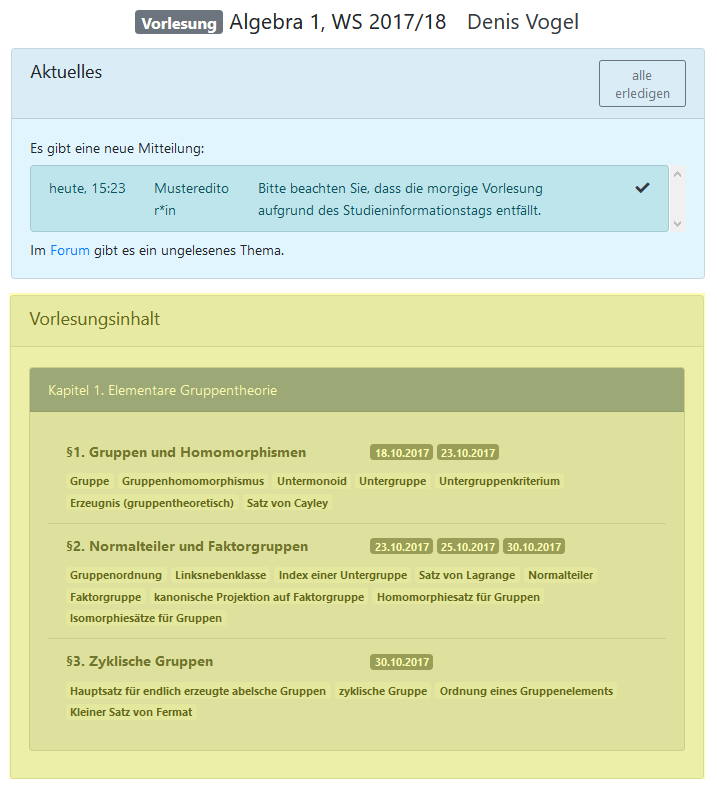 Vorlesung Algebra 1, WS 2017/18 Denis Vogel
Aktuelles
alle
erledigen
Es gibt eine neue Mitteilung:
heute, 15:23 Musteredito Bitte beachten Sie, dass die morgige Vorlesung
r*in aufgrund des Studieninformationstags entfällt.
Im Forum gibt es ein ungelesenes Thema.
Vorlesungsinhalt
Kapitel 1. Elementare Gruppentheorie
§1. Gruppen und Homomorphismen 18.10.2017 23.10.2017
Gruppe Gruppenhomomorphismus Untermonoid Untergruppe Untergruppenkriterium
Erzeugnis (gruppentheoretisch) Satz von Cayley
§2. Normalteiler und Faktorgruppen 23.10.2017 25.10.2017 30.10.2017
Gruppenordnung Linksnebenklasse Index einer Untergruppe Satz von Lagrange Normalteiler
Faktorgruppe kanonische Projektion auf Faktorgruppe Homomorphiesatz für Gruppen
Isomorphiesätze für Gruppen
§3. Zyklische Gruppen 30.10.2017
Hauptsatz für endlich erzeugte abelsche Gruppen zyklische Gruppe Ordnung eines Gruppenelements
Kleiner Satz von Fermat